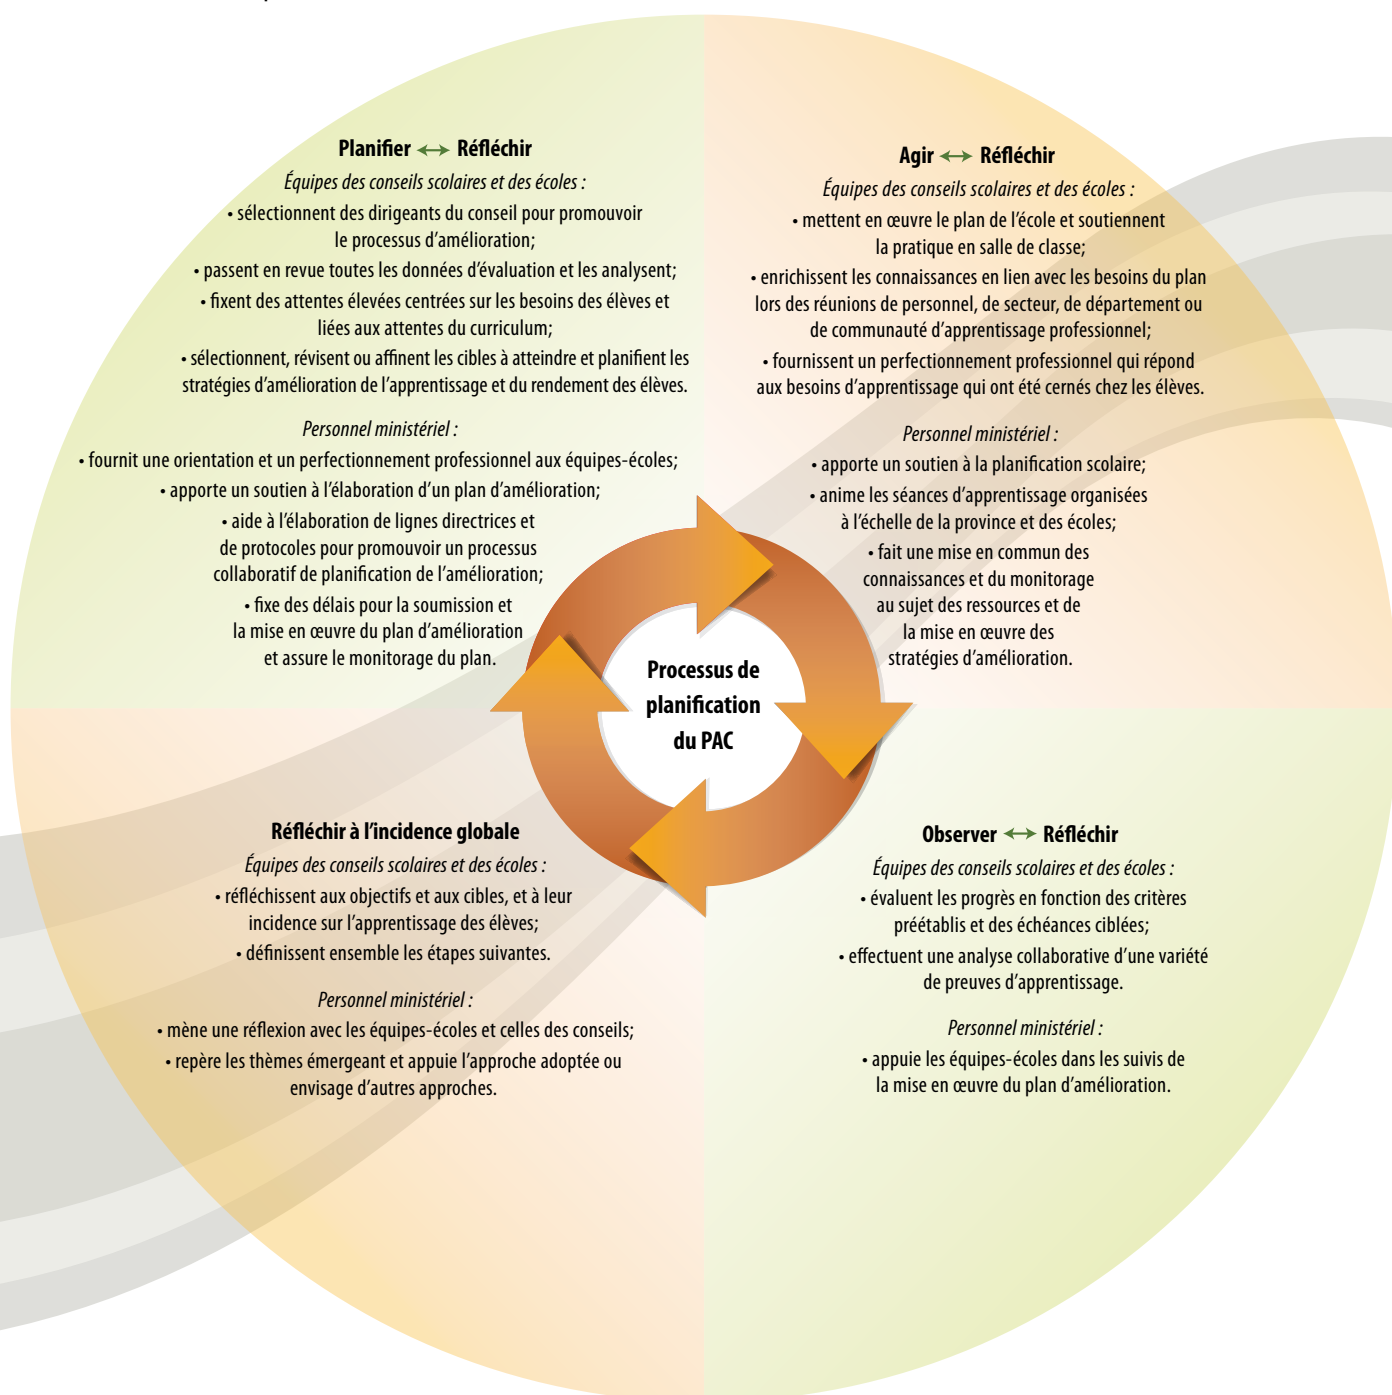 Planifier ↔ Réfléchir
Équipes des conseils scolaires et des écoles :
• sélectionnent des dirigeants du conseil pour promouvoir
le processus d’amélioration;
• passent en revue toutes les données d’évaluation et les analysent;
• fixent des attentes élevées centrées sur les besoins des élèves et
liées aux attentes du curriculum;
• sélectionnent, révisent ou affinent les cibles à atteindre et planifient les
stratégies d’amélioration de l’apprentissage et du rendement des élèves.
Personnel ministériel :
• fournit une orientation et un perfectionnement professionnel aux équipes-écoles;
• apporte un soutien à l’élaboration d’un plan d’amélioration;
• aide à l’élaboration de lignes directrices et
de protocoles pour promouvoir un processus
collaboratif de planification de l’amélioration;
• fixe des délais pour la soumission et
la mise en œuvre du plan d’amélioration
et assure le monitorage du plan.
Agir ↔ Réfléchir
Équipes des conseils scolaires et des écoles :
• mettent en œuvre le plan de l’école et soutiennent
la pratique en salle de classe;
• enrichissent les connaissances en lien avec les besoins du plan
lors des réunions de personnel, de secteur, de département ou
de communauté d’apprentissage professionnel;
• fournissent un perfectionnement professionnel qui répond
aux besoins d’apprentissage qui ont été cernés chez les élèves.
Personnel ministériel :
• apporte un soutien à la planification scolaire;
• anime les séances d’apprentissage organisées
à l’échelle de la province et des écoles;
• fait une mise en commun des
connaissances et du monitorage
au sujet des ressources et de
la mise en œuvre des
stratégies d’amélioration.
Processus de
planification
du PAC
Réfléchir à l’incidence globale
Équipes des conseils scolaires et des écoles :
• réfléchissent aux objectifs et aux cibles, et à leur
incidence sur l’apprentissage des élèves;
• définissent ensemble les étapes suivantes.
Personnel ministériel :
• mène une réflexion avec les équipes-écoles et celles des conseils;
• repère les thèmes émergeant et appuie l’approche adoptée ou
envisage d’autres approches.
Observer ↔ Réfléchir
Équipes des conseils scolaires et des écoles :
• évaluent les progrès en fonction des critères
préétablis et des échéances ciblées;
• effectuent une analyse collaborative d’une variété
de preuves d’apprentissage.
Personnel ministériel :
• appuie les équipes-écoles dans les suivis de
la mise en œuvre du plan d’amélioration.